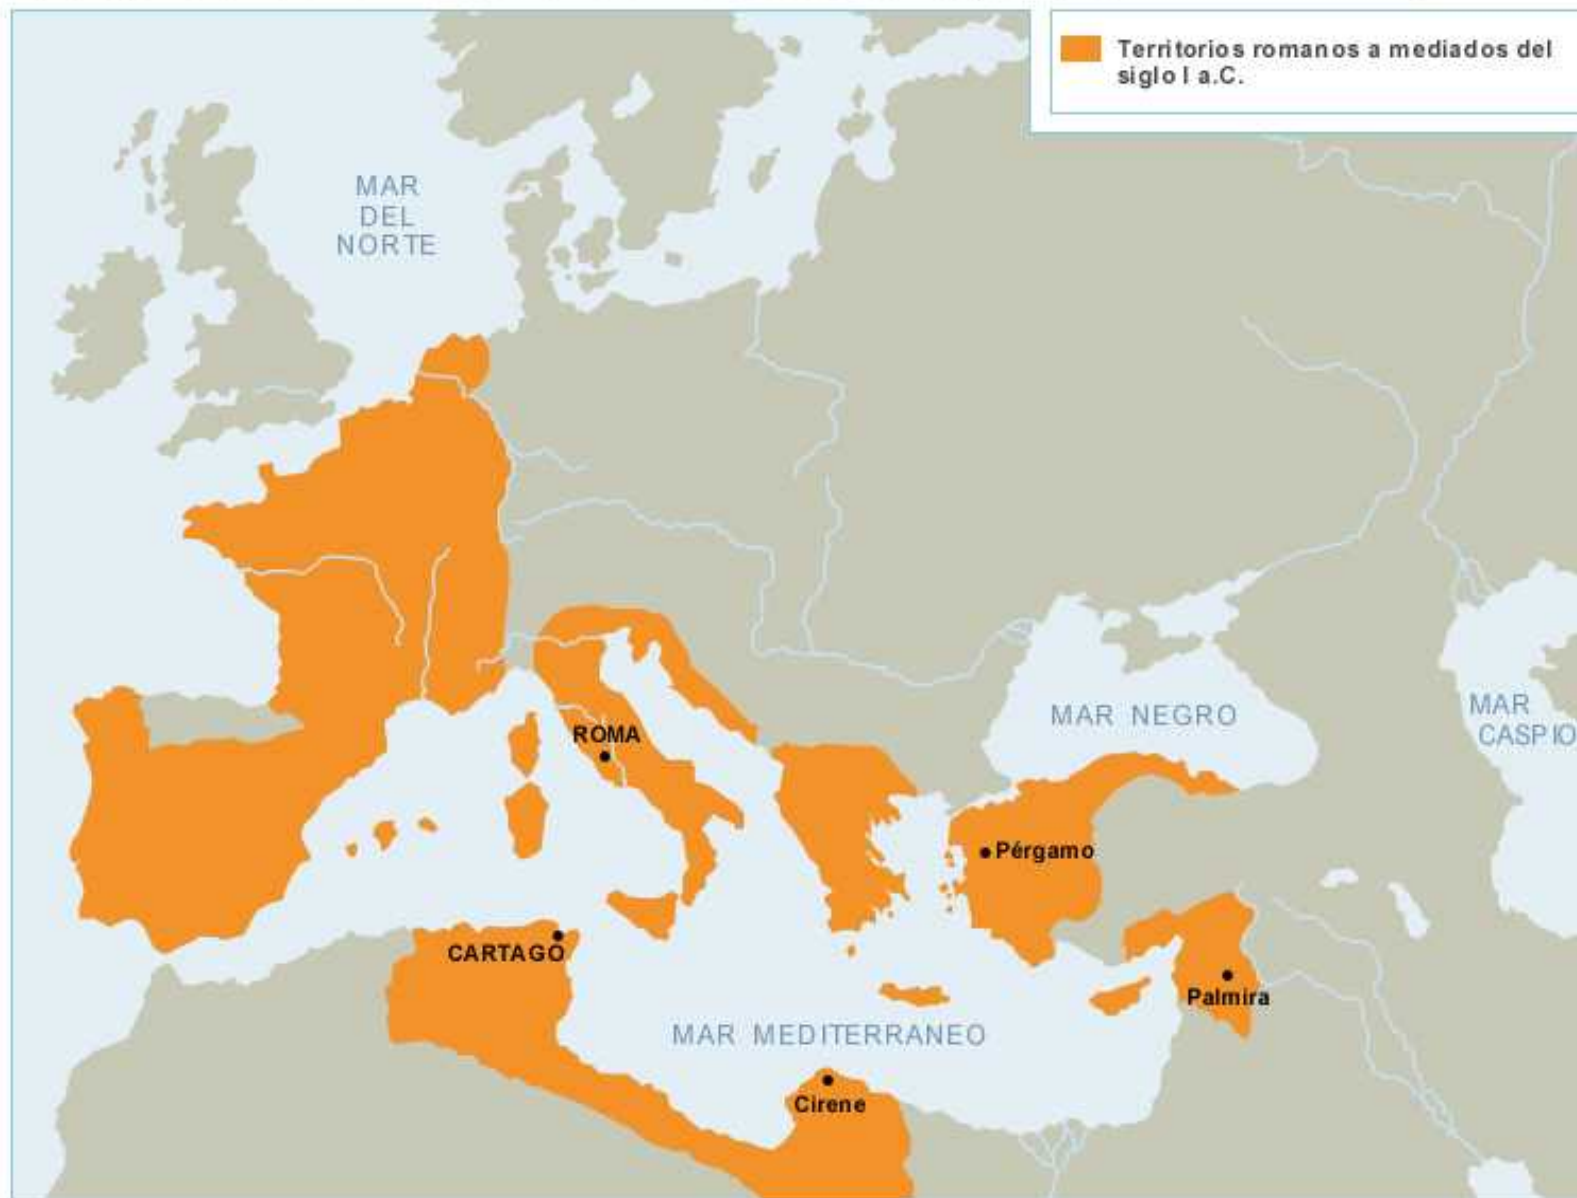 Territorios romanos a mediados del
siglo I a.C.
MAR
DEL
NORTE
MAR NEGRO
MAR
CASPIO
ROMA
Pérgamo
CARTAGO
Palmira
MAR MEDITERRANEO
Cirene